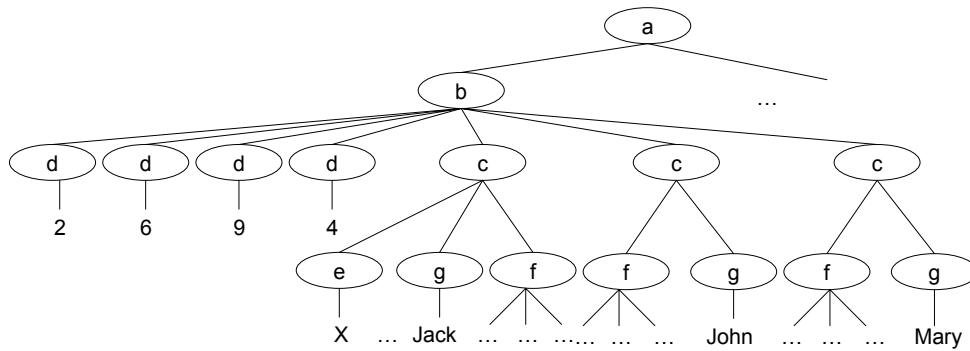 a
b
…
d d d d c c c
2 6 9 4
e g f f g f g
X … Jack … … … … … … John … … … Mary